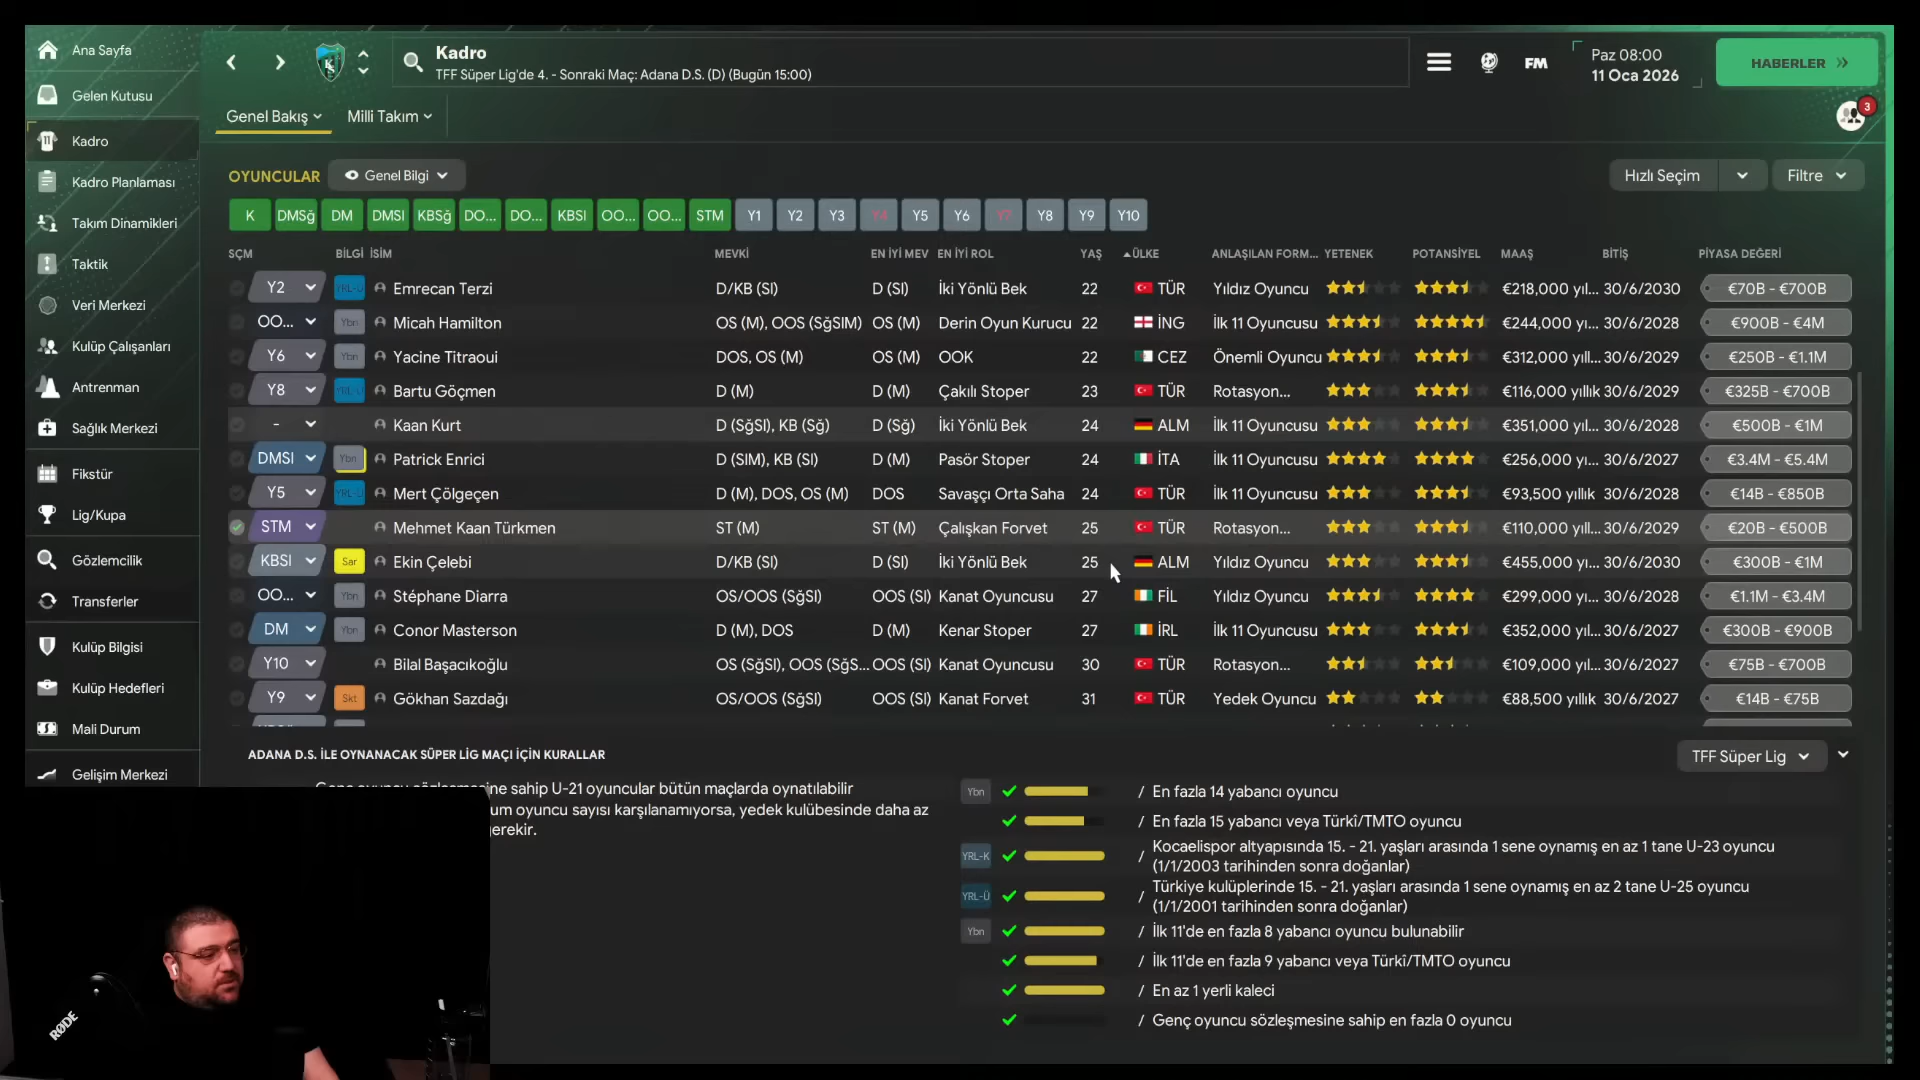 Ana Sayfa
Gelen Kutusu
Kadro
Kadro Planlaması
Takım Dinamikleri
Taktik
Veri Merkezi
Kulüp Çalışanları
Antrenman
Sağlık Merkezi
Fikstür
Lig/Kupa
Gözlemcilik
Transferler
Kulüp Bilgisi
Kulüp Hedefleri
Mali Durum
Gelişim Merkezi
Kadro
TFF Süper Lig'de 4. - Sonraki Maç: Adana D.S. (D) (Bugün 15:00)
FM
Paz 08:00
11 Oca 2026
HABERLER
3
Genel Bakış Milli Takım
OYUNCULAR Genel Bilgi Hızlı Seçim Filtre
K DMSğ DM DMSl KBSğ DO... DO... KBSl OO... OO... STM Y1 Y2 Y3 Y4 Y5 Y6 Y7 Y8 Y9 Y10
SÇM BİLGİ İSİM MEVKİ EN İYİ MEV EN İYİ ROL YAŞ ÜLKE ANLAŞILAN FORM... YETENEK POTANSİYEL MAAŞ BİTİŞ PİYASA DEĞERİ
Y2 YRL-Ü Emrecan Terzi D/KB (Sl) D (Sl) İki Yönlü Bek 22 TÜR Yıldız Oyuncu €218,000 yıl... 30/6/2030 €70B - €700B
OO... Ybn Micah Hamilton OS (M), OOS (SğSlM) OS (M) Derin Oyun Kurucu 22 İNG İlk 11 Oyuncusu €244,000 yı... 30/6/2028 €900B - €4M
Y6 Ybn Yacine Titraoui DOS, OS (M) OS (M) OOK 22 CEZ Önemli Oyuncu €312,000 yıll... 30/6/2029 €250B - €1.1M
Y8 YRL-Ü Bartu Göçmen D (M) D (M) Çakılı Stoper 23 TÜR Rotasyon... €116,000 yıllık 30/6/2029 €325B - €700B
- Kaan Kurt D (SğSl), KB (Sğ) D (Sğ) İki Yönlü Bek 24 ALM İlk 11 Oyuncusu €351,000 yıl... 30/6/2028 €500B - €1M
DMSl Ybn Patrick Enrici D (SlM), KB (Sl) D (M) Pasör Stoper 24 İTA İlk 11 Oyuncusu €256,000 yı... 30/6/2027 €3.4M - €5.4M
Y5 YRL-Ü Mert Çölgeçen D (M), DOS, OS (M) DOS Savaşçı Orta Saha 24 TÜR İlk 11 Oyuncusu €93,500 yıllık 30/6/2028 €14B - €850B
STM Mehmet Kaan Türkmen ST (M) ST (M) Çalışkan Forvet 25 TÜR Rotasyon... €110,000 yıllık 30/6/2029 €20B - €500B
KBSl Sar Ekin Çelebi D/KB (Sl) D (Sl) İki Yönlü Bek 25 ALM Yıldız Oyuncu €455,000 yı... 30/6/2030 €300B - €1M
OO... Ybn Stéphane Diarra OS/OOS (SğSl) OOS (Sl) Kanat Oyuncusu 27 FİL Yıldız Oyuncu €299,000 yı... 30/6/2028 €1.1M - €3.4M
DM Ybn Conor Masterson D (M), DOS D (M) Kenar Stoper 27 İRL İlk 11 Oyuncusu €352,000 yı... 30/6/2027 €300B - €900B
Y10 Bilal Başacıkoğlu OS (SğSl), OOS (SğS... OOS (Sl) Kanat Oyuncusu 30 TÜR Rotasyon... €109,000 yıllık 30/6/2027 €75B - €700B
Y9 Skt Gökhan Sazdağı OS/OOS (SğSl) OOS (Sl) Kanat Forvet 31 TÜR Yedek Oyuncu €88,500 yıllık 30/6/2027 €14B - €75B
ADANA D.S. İLE OYNANACAK SÜPER LİG MAÇI İÇİN KURALLAR
TFF Süper Lig
sözleşmesine sahip U-21 oyuncular bütün maçlarda oynatılabilir
oyuncu sayısı karşılanamıyorsa, yedek kulübesinde daha az
gerekir.
Ybn / En fazla 14 yabancı oyuncu
/ En fazla 15 yabancı veya Türkî/TMTO oyuncu
YRL-K / Kocaelispor altyapısında 15. - 21. yaşları arasında 1 sene oynamış en az 1 tane U-23 oyuncu
(1/1/2003 tarihinden sonra doğanlar)
YRL-Ü / Türkiye kulüplerinde 15. - 21. yaşları arasında 1 sene oynamış en az 2 tane U-25 oyuncu
(1/1/2001 tarihinden sonra doğanlar)
Ybn / İlk 11'de en fazla 8 yabancı oyuncu bulunabilir
/ İlk 11'de en fazla 9 yabancı veya Türkî/TMTO oyuncu
/ En az 1 yerli kaleci
/ Genç oyuncu sözleşmesine sahip en fazla 0 oyuncu
RØDE